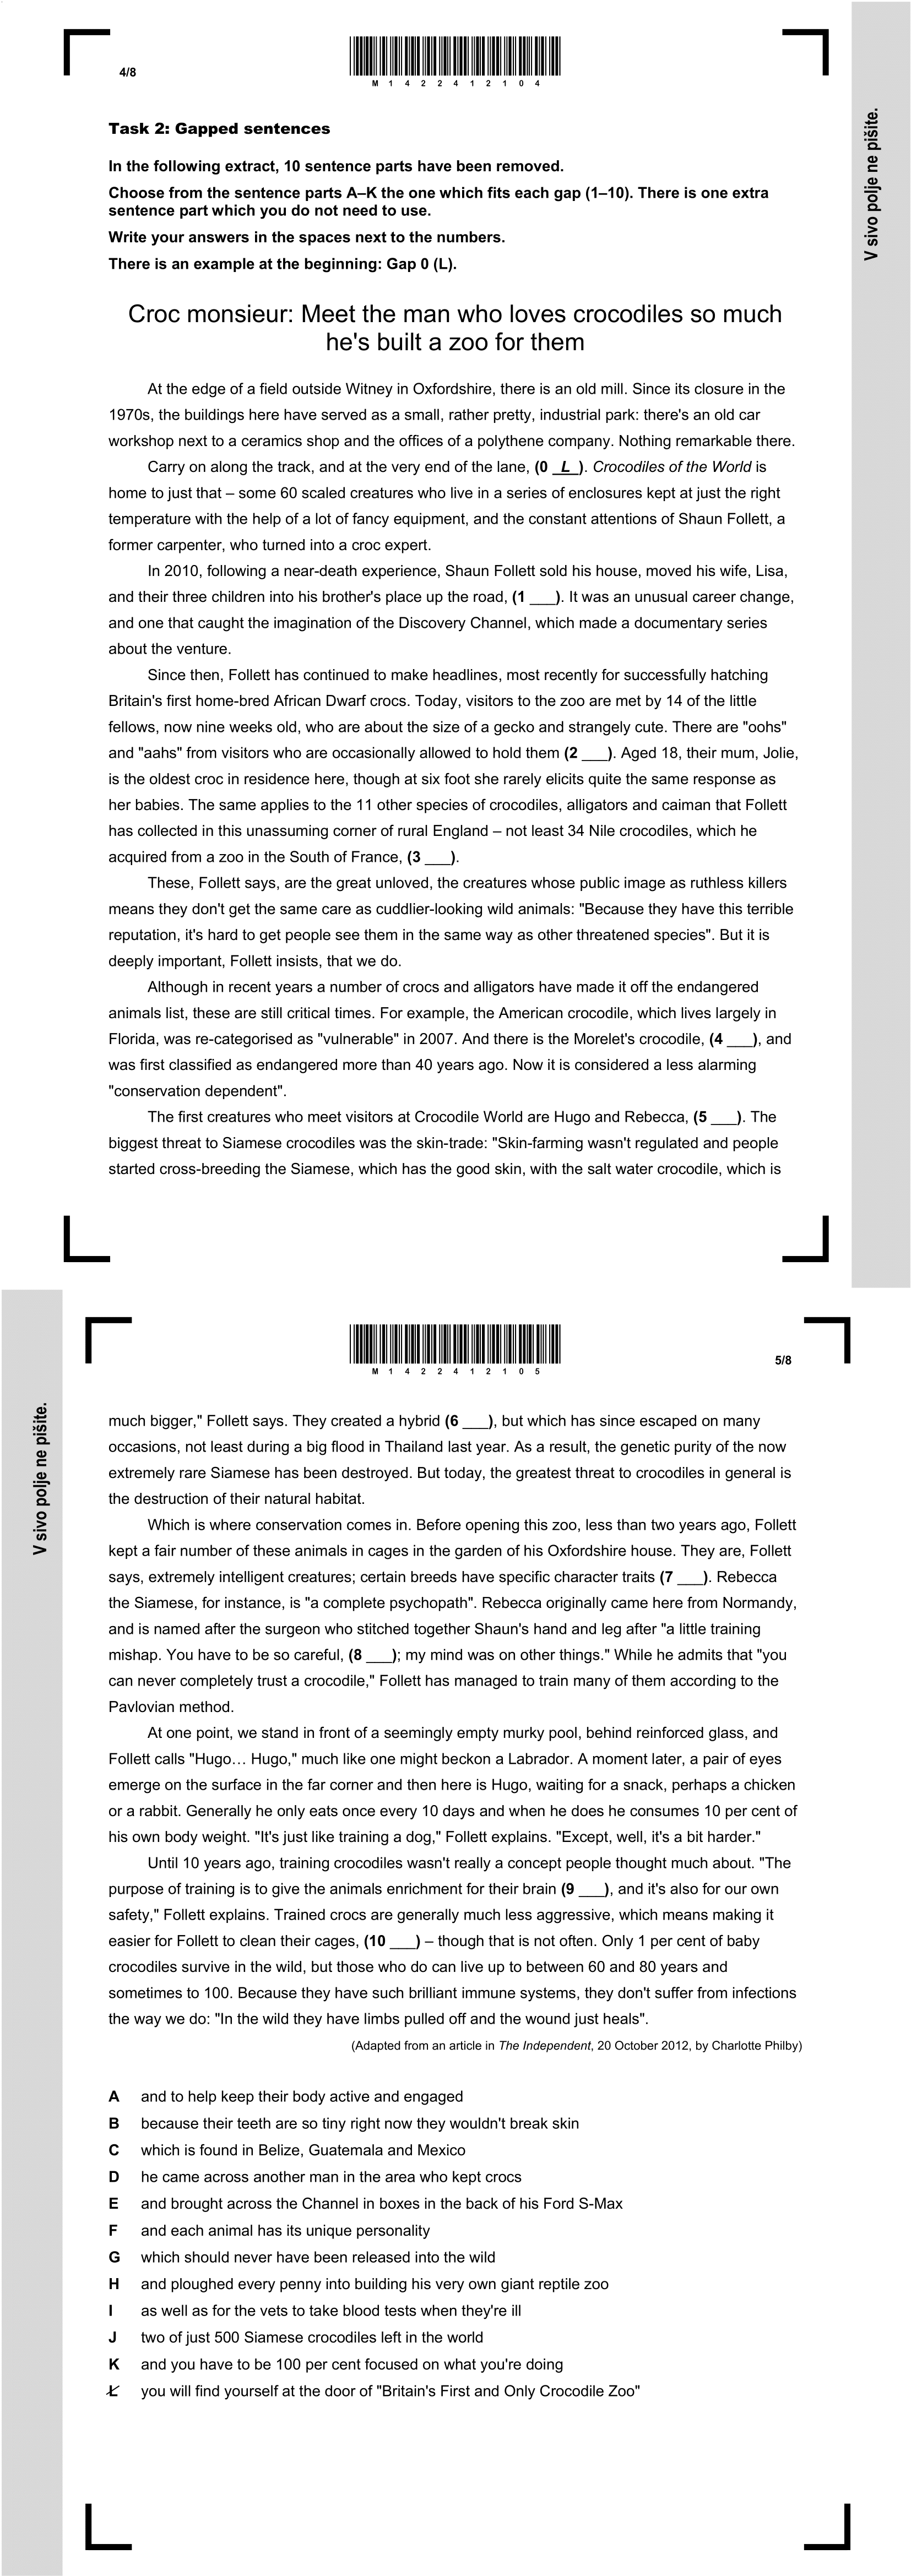 4/8
M 1 4 2 2 4 1 2 1 0 4
V sivo polje ne pišite.
Task 2: Gapped sentences
In the following extract, 10 sentence parts have been removed.
Choose from the sentence parts A–K the one which fits each gap (1–10). There is one extra
sentence part which you do not need to use.
Write your answers in the spaces next to the numbers.
There is an example at the beginning: Gap 0 (L).
Croc monsieur: Meet the man who loves crocodiles so much
he's built a zoo for them
At the edge of a field outside Witney in Oxfordshire, there is an old mill. Since its closure in the
1970s, the buildings here have served as a small, rather pretty, industrial park: there's an old car
workshop next to a ceramics shop and the offices of a polythene company. Nothing remarkable there.
Carry on along the track, and at the very end of the lane, (0 _L_). Crocodiles of the World is
home to just that – some 60 scaled creatures who live in a series of enclosures kept at just the right
temperature with the help of a lot of fancy equipment, and the constant attentions of Shaun Follett, a
former carpenter, who turned into a croc expert.
In 2010, following a near-death experience, Shaun Follett sold his house, moved his wife, Lisa,
and their three children into his brother's place up the road, (1 ___). It was an unusual career change,
and one that caught the imagination of the Discovery Channel, which made a documentary series
about the venture.
Since then, Follett has continued to make headlines, most recently for successfully hatching
Britain's first home-bred African Dwarf crocs. Today, visitors to the zoo are met by 14 of the little
fellows, now nine weeks old, who are about the size of a gecko and strangely cute. There are "oohs"
and "aahs" from visitors who are occasionally allowed to hold them (2 ___). Aged 18, their mum, Jolie,
is the oldest croc in residence here, though at six foot she rarely elicits quite the same response as
her babies. The same applies to the 11 other species of crocodiles, alligators and caiman that Follett
has collected in this unassuming corner of rural England – not least 34 Nile crocodiles, which he
acquired from a zoo in the South of France, (3 ___).
These, Follett says, are the great unloved, the creatures whose public image as ruthless killers
means they don't get the same care as cuddlier-looking wild animals: "Because they have this terrible
reputation, it's hard to get people see them in the same way as other threatened species". But it is
deeply important, Follett insists, that we do.
Although in recent years a number of crocs and alligators have made it off the endangered
animals list, these are still critical times. For example, the American crocodile, which lives largely in
Florida, was re-categorised as "vulnerable" in 2007. And there is the Morelet's crocodile, (4 ___), and
was first classified as endangered more than 40 years ago. Now it is considered a less alarming
"conservation dependent".
The first creatures who meet visitors at Crocodile World are Hugo and Rebecca, (5 ___). The
biggest threat to Siamese crocodiles was the skin-trade: "Skin-farming wasn't regulated and people
started cross-breeding the Siamese, which has the good skin, with the salt water crocodile, which is
M 1 4 2 2 4 1 2 1 0 5
5/8
V sivo polje ne pišite.
much bigger," Follett says. They created a hybrid (6 ___), but which has since escaped on many
occasions, not least during a big flood in Thailand last year. As a result, the genetic purity of the now
extremely rare Siamese has been destroyed. But today, the greatest threat to crocodiles in general is
the destruction of their natural habitat.
Which is where conservation comes in. Before opening this zoo, less than two years ago, Follett
kept a fair number of these animals in cages in the garden of his Oxfordshire house. They are, Follett
says, extremely intelligent creatures; certain breeds have specific character traits (7 ___). Rebecca
the Siamese, for instance, is "a complete psychopath". Rebecca originally came here from Normandy,
and is named after the surgeon who stitched together Shaun's hand and leg after "a little training
mishap. You have to be so careful, (8 ___); my mind was on other things." While he admits that "you
can never completely trust a crocodile," Follett has managed to train many of them according to the
Pavlovian method.
At one point, we stand in front of a seemingly empty murky pool, behind reinforced glass, and
Follett calls "Hugo… Hugo," much like one might beckon a Labrador. A moment later, a pair of eyes
emerge on the surface in the far corner and then here is Hugo, waiting for a snack, perhaps a chicken
or a rabbit. Generally he only eats once every 10 days and when he does he consumes 10 per cent of
his own body weight. "It's just like training a dog," Follett explains. "Except, well, it's a bit harder."
Until 10 years ago, training crocodiles wasn't really a concept people thought much about. "The
purpose of training is to give the animals enrichment for their brain (9 ___), and it's also for our own
safety," Follett explains. Trained crocs are generally much less aggressive, which means making it
easier for Follett to clean their cages, (10 ___) – though that is not often. Only 1 per cent of baby
crocodiles survive in the wild, but those who do can live up to between 60 and 80 years and
sometimes to 100. Because they have such brilliant immune systems, they don't suffer from infections
the way we do: "In the wild they have limbs pulled off and the wound just heals".
(Adapted from an article in The Independent, 20 October 2012, by Charlotte Philby)
A and to help keep their body active and engaged
B because their teeth are so tiny right now they wouldn't break skin
C which is found in Belize, Guatemala and Mexico
D he came across another man in the area who kept crocs
E and brought across the Channel in boxes in the back of his Ford S-Max
F and each animal has its unique personality
G which should never have been released into the wild
H and ploughed every penny into building his very own giant reptile zoo
I as well as for the vets to take blood tests when they're ill
J two of just 500 Siamese crocodiles left in the world
K and you have to be 100 per cent focused on what you're doing
L you will find yourself at the door of "Britain's First and Only Crocodile Zoo"